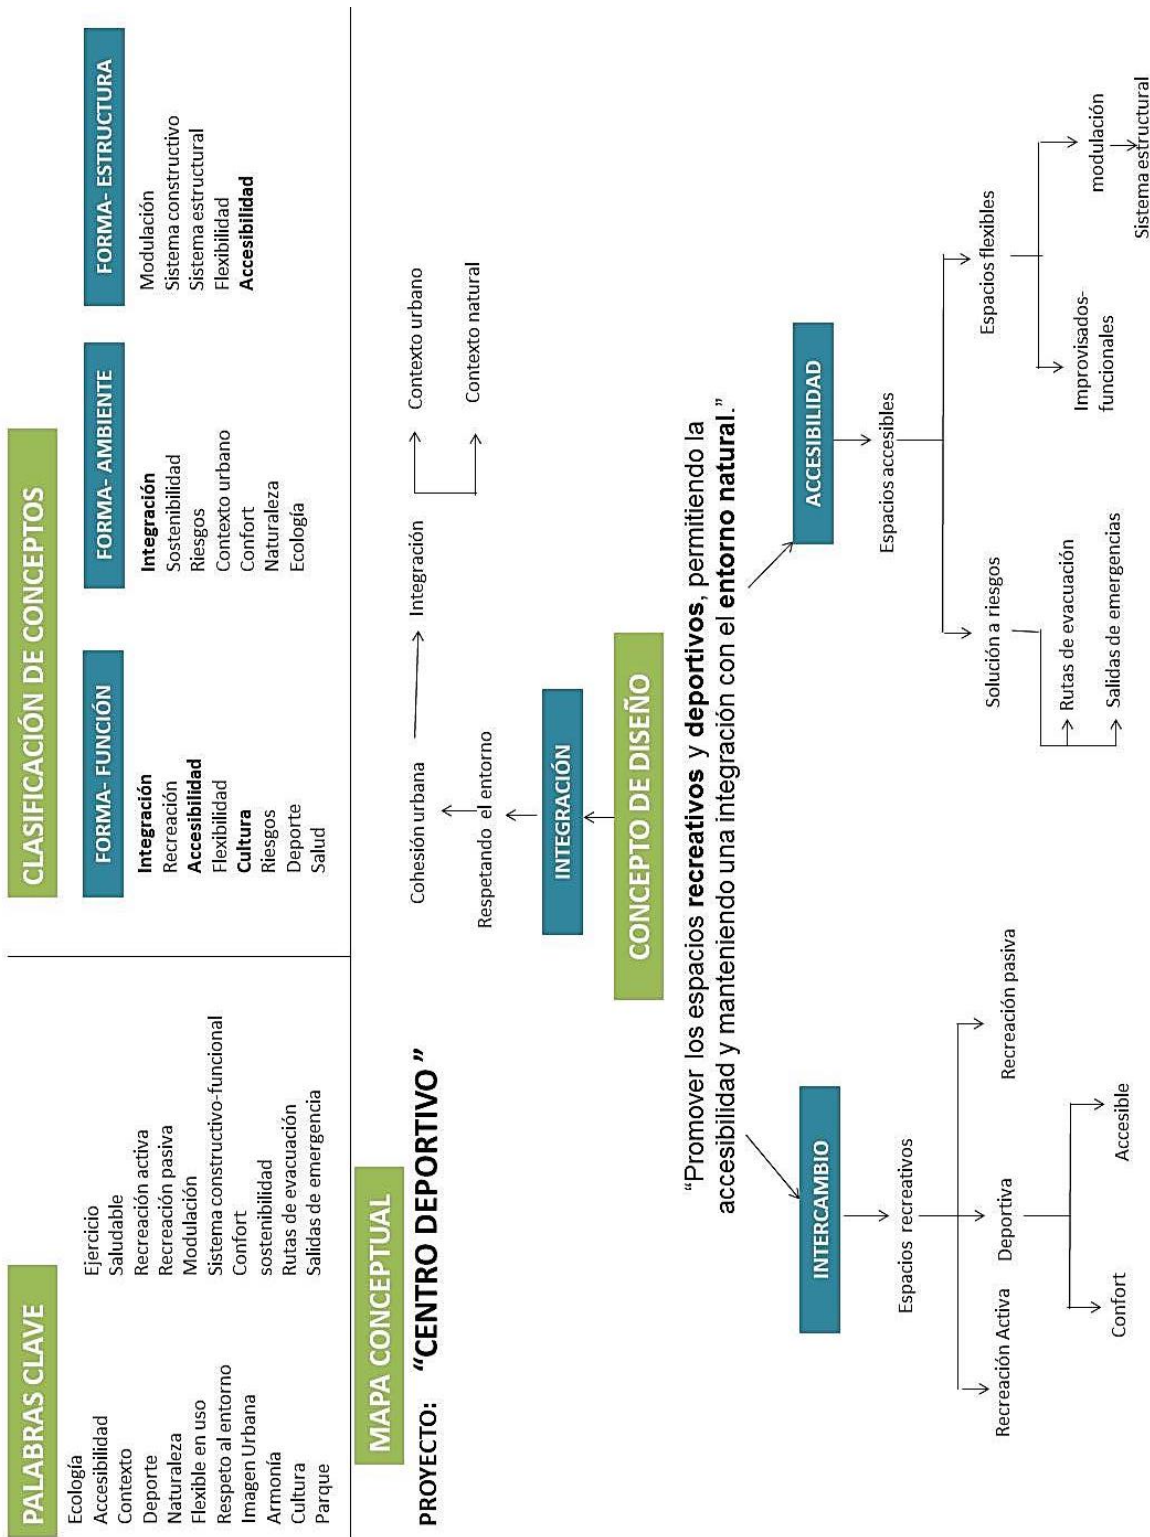 PALABRAS CLAVE
Ecología
Accesibilidad
Contexto
Deporte
Naturaleza
Flexible en uso
Respeto al entorno
Imagen Urbana
Armonía
Cultura
Parque
Ejercicio
Saludable
Recreación activa
Recreación pasiva
Modulación
Sistema constructivo-funcional
Confort
sostenibilidad
Rutas de evacuación
Salidas de emergencia
CLASIFICACIÓN DE CONCEPTOS
FORMA- FUNCIÓN
Integración
Recreación
Accesibilidad
Flexibilidad
Cultura
Riesgos
Deporte
Salud
FORMA- AMBIENTE
Integración
Sostenibilidad
Riesgos
Contexto urbano
Confort
Naturaleza
Ecología
FORMA- ESTRUCTURA
Modulación
Sistema constructivo
Sistema estructural
Flexibilidad
Accesibilidad
MAPA CONCEPTUAL
PROYECTO: “CENTRO DEPORTIVO”
Cohesión urbana
Integración
Contexto urbano
Contexto natural
Respetando el entorno
INTEGRACIÓN
CONCEPTO DE DISEÑO
“Promover los espacios recreativos y deportivos, permitiendo la
accesibilidad y manteniendo una integración con el entorno natural.”
INTERCAMBIO
Espacios recreativos
Recreación Activa
Deportiva
Recreación pasiva
Confort
Accesible
ACCESIBILIDAD
Espacios accesibles
Solución a riesgos
Rutas de evacuación
Salidas de emergencias
Espacios flexibles
Improvisados-
funcionales
modulación
Sistema estructural